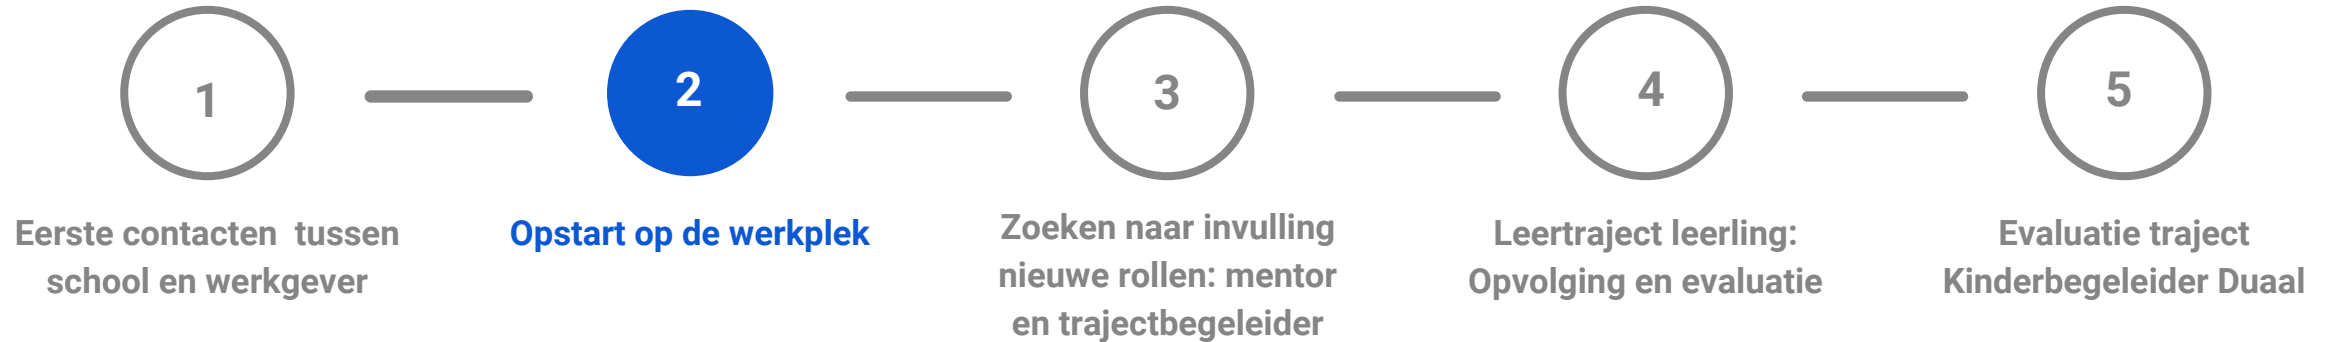 1
2
3
4
5
Eerste contacten tussen
school en werkgever
Opstart op de werkplek
Zoeken naar invulling
nieuwe rollen: mentor
en trajectbegeleider
Leertraject leerling:
Opvolging en evaluatie
Evaluatie traject
Kinderbegeleider Duaal